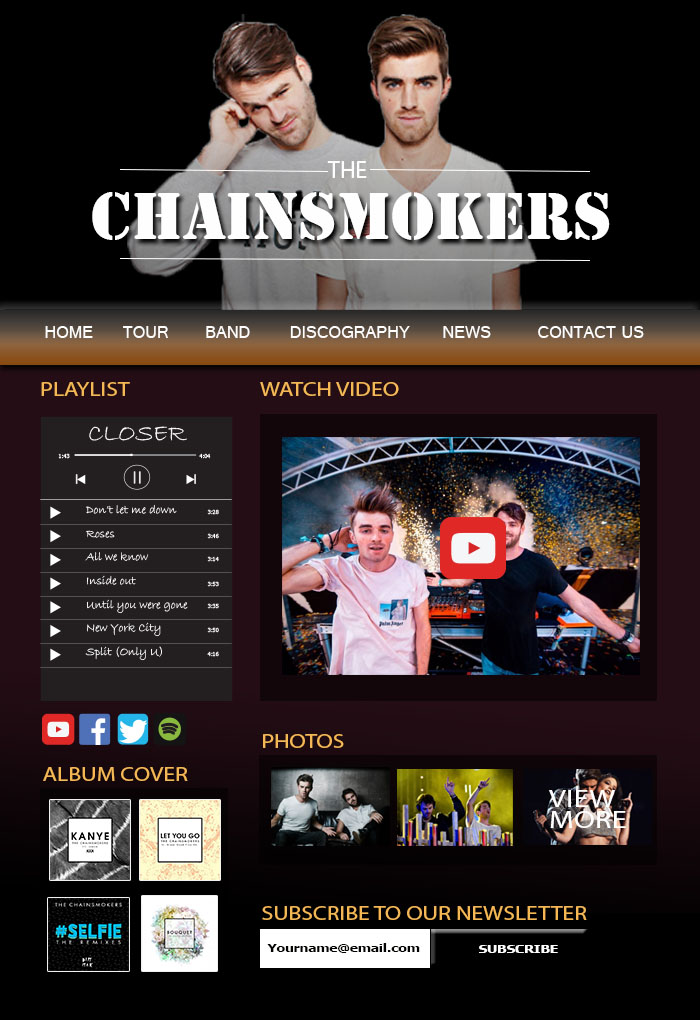 THE
CHAINSMOKERS
HOME TOUR BAND DISCOGRAPHY NEWS CONTACT US
PLAYLIST
CLOSER
1:43 4:04
Don't let me down 3:28
Roses 3:46
All we know 3:14
Inside out 3:53
Until you were gone 3:35
New York City 3:50
Split (Only U) 4:16
ALBUM COVER
KANYE
THE CHAINSMOKERS
LET YOU GO
THE CHAINSMOKERS
THE CHAINSMOKERS
#SELFIE
THE REMIXES
BOUQUET
WATCH VIDEO
PHOTOS
VIEW
MORE
SUBSCRIBE TO OUR NEWSLETTER
Yourname@email.com SUBSCRIBE